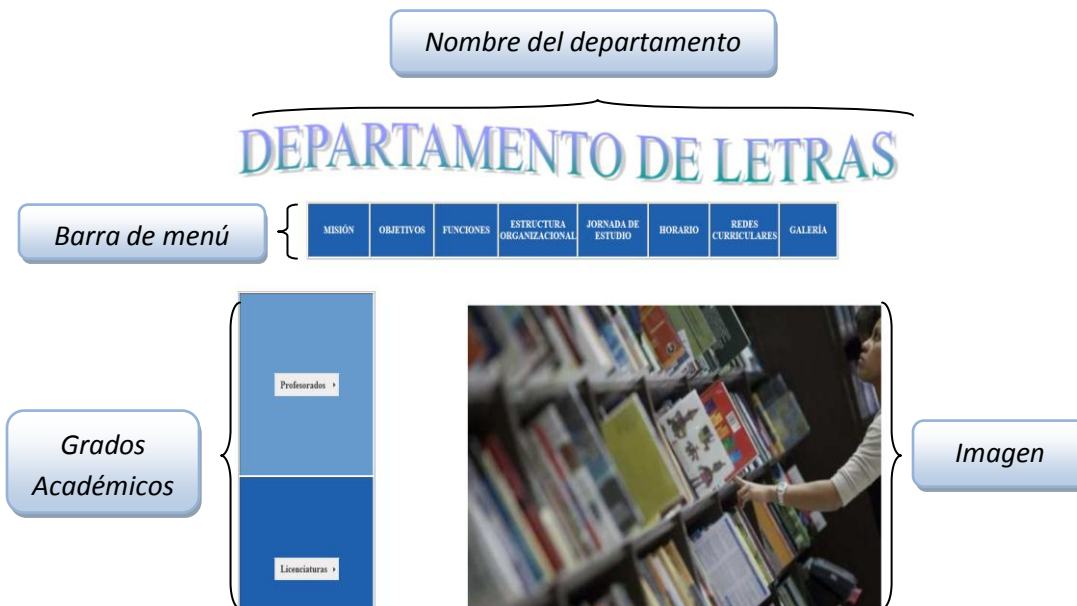 Nombre del departamento
DEPARTAMENTO DE LETRAS
Barra de menú
MISIÓN
OBJETIVOS
FUNCIONES
ESTRUCTURA
ORGANIZACIONAL
JORNADA DE
ESTUDIO
HORARIO
REDES
CURRICULARES
GALERÍA
Profesorados
Grados
Académicos
Imagen
Licenciaturas